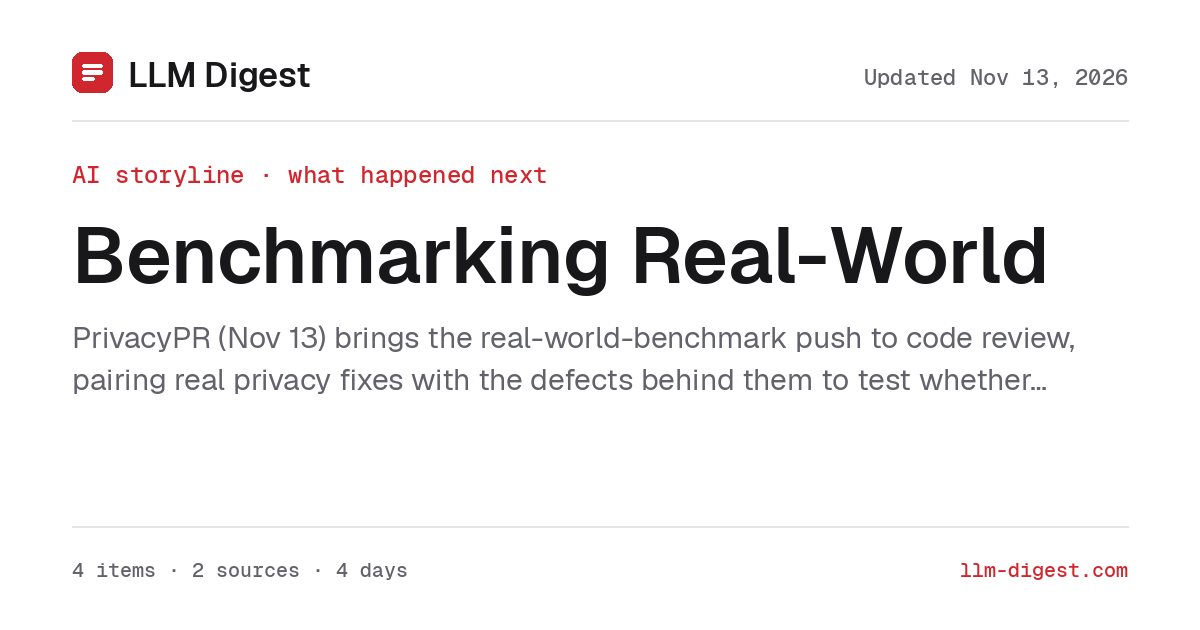 LLM Digest
Updated Nov 13, 2026
AI storyline · what happened next
Benchmarking Real-World
PrivacyPR (Nov 13) brings the real-world-benchmark push to code review,
pairing real privacy fixes with the defects behind them to test whether…
4 items · 2 sources · 4 days
llm-digest.com